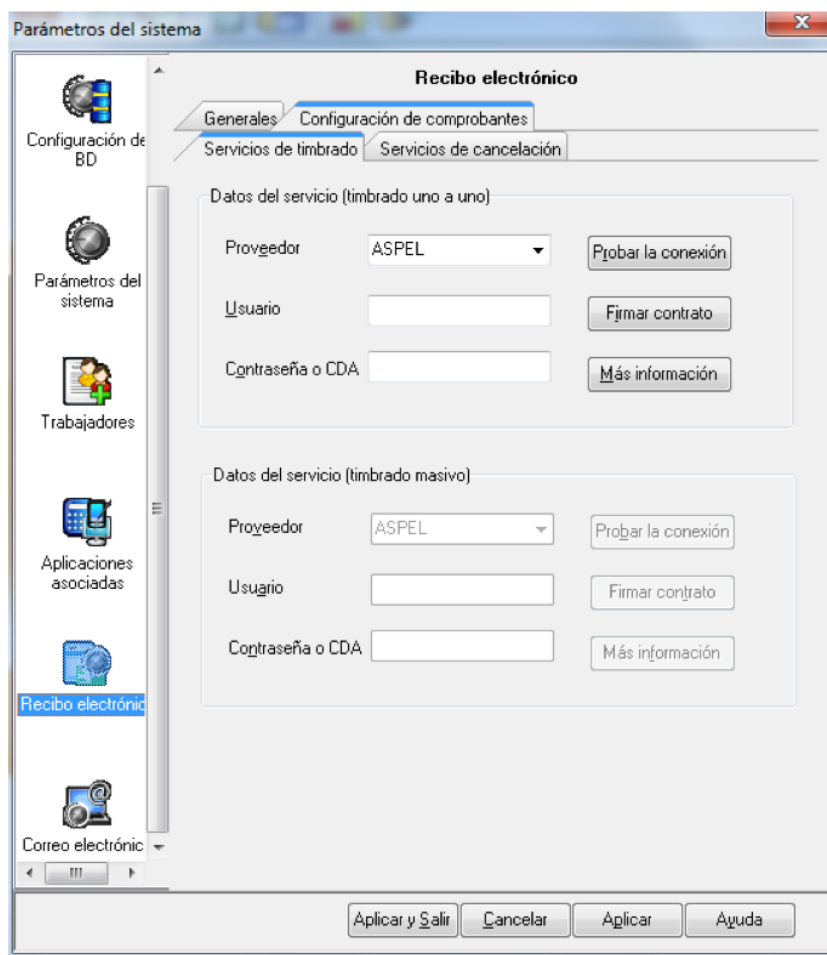 Parámetros del sistema
Configuración de
BD
Parámetros del
sistema
Trabajadores
Aplicaciones
asociadas
Recibo electrónic
Correo electrónic
Recibo electrónico
Generales Configuración de comprobantes
Servicios de timbrado Servicios de cancelación
Datos del servicio (timbrado uno a uno)
Proveedor ASPEL Probar la conexión
Usuario Firmar contrato
Contraseña o CDA Más información
Datos del servicio (timbrado masivo)
Proveedor ASPEL Probar la conexión
Usuario Firmar contrato
Contraseña o CDA Más información
Aplicar y Salir Cancelar Aplicar Ayuda